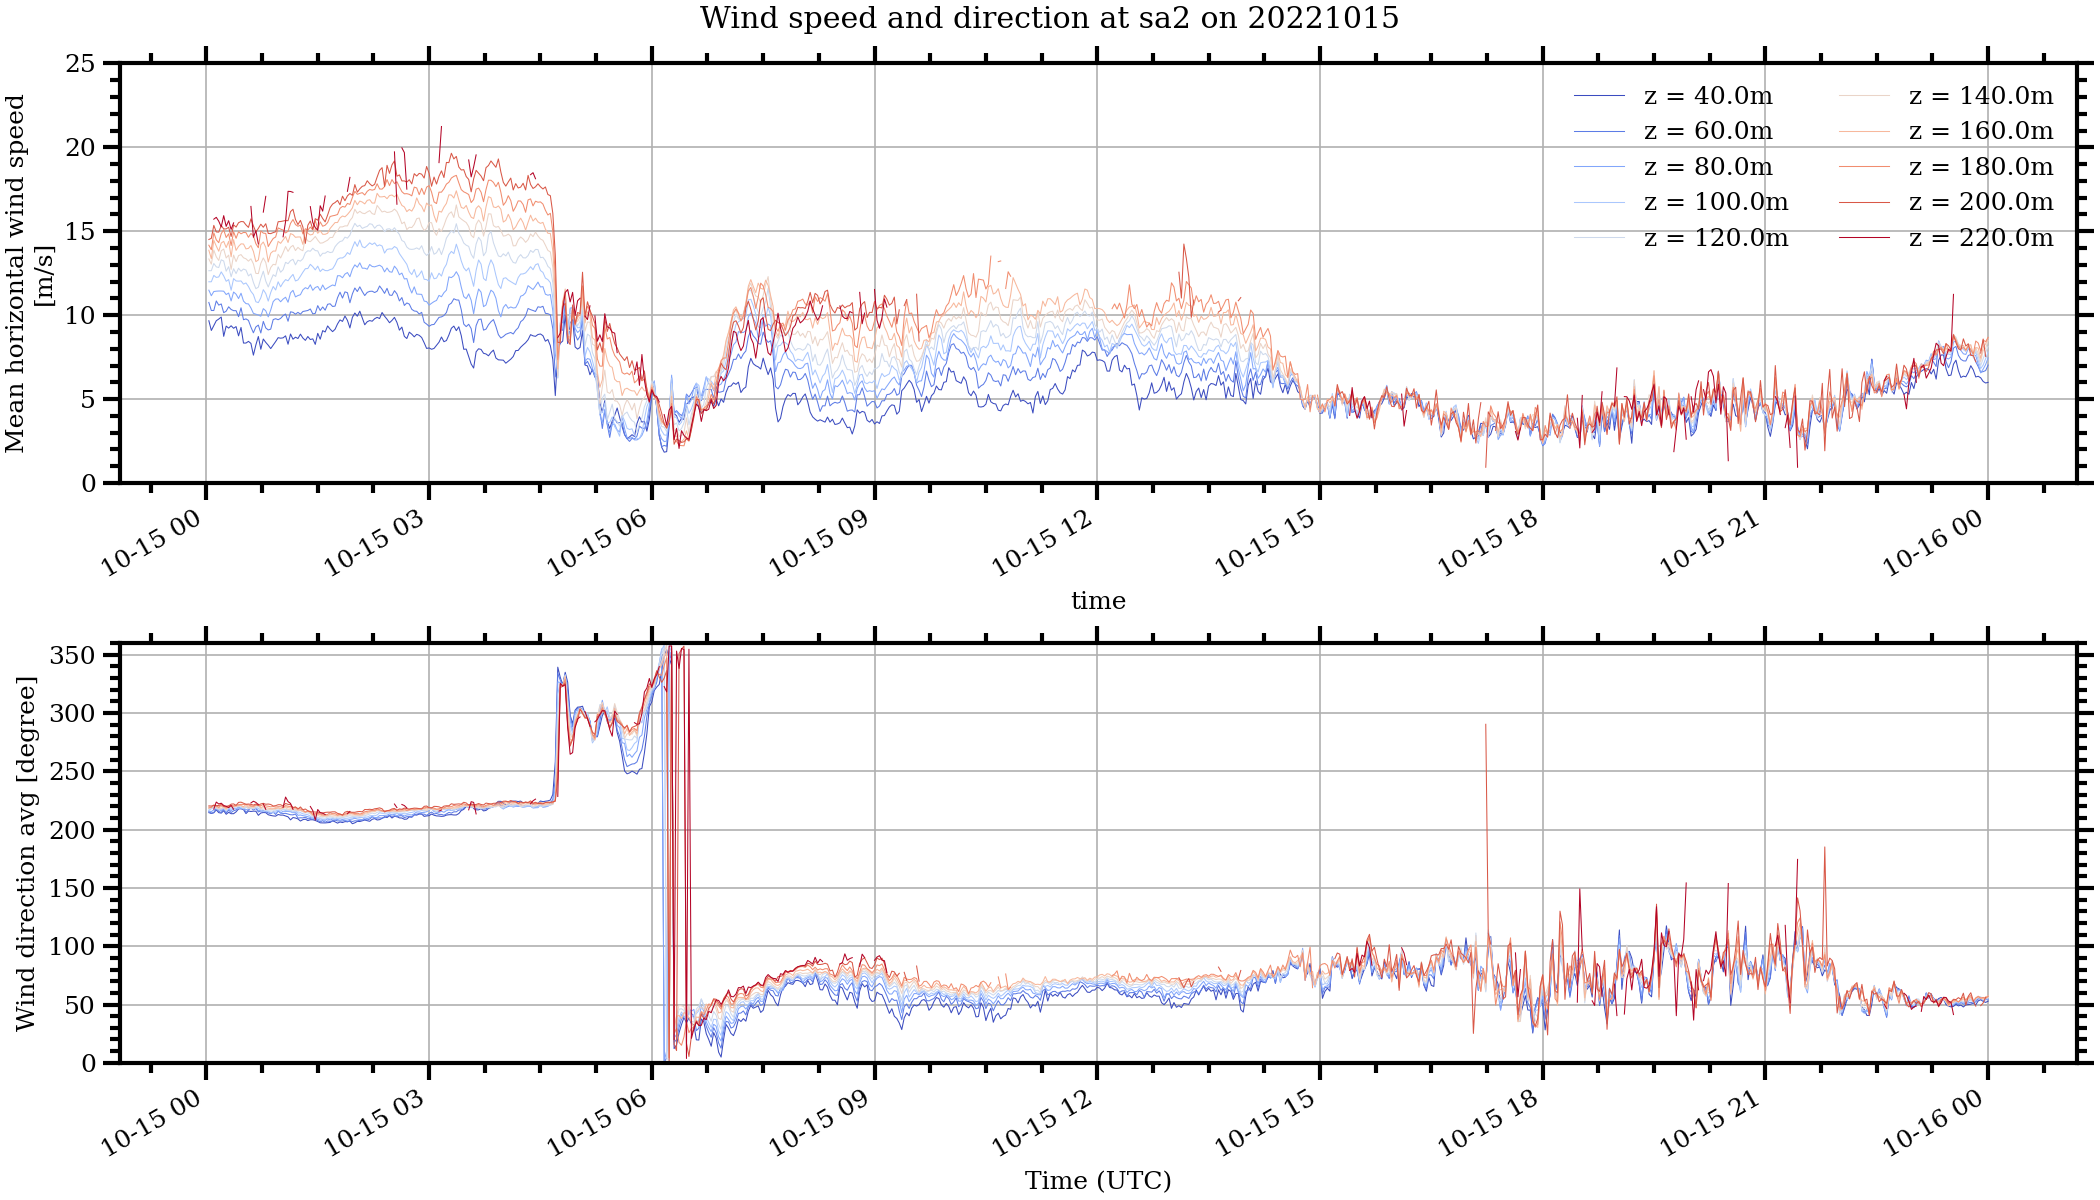 Wind speed and direction at sa2 on 20221015
Mean horizontal wind speed
[m/s]
25
20
15
10
5
0
z = 40.0m
z = 60.0m
z = 80.0m
z = 100.0m
z = 120.0m
z = 140.0m
z = 160.0m
z = 180.0m
z = 200.0m
z = 220.0m
10-15 00
10-15 03
10-15 06
10-15 09
10-15 12
10-15 15
10-15 18
10-15 21
10-16 00
time
Wind direction avg [degree]
350
300
250
200
150
100
50
0
10-15 00
10-15 03
10-15 06
10-15 09
10-15 12
10-15 15
10-15 18
10-15 21
10-16 00
Time (UTC)